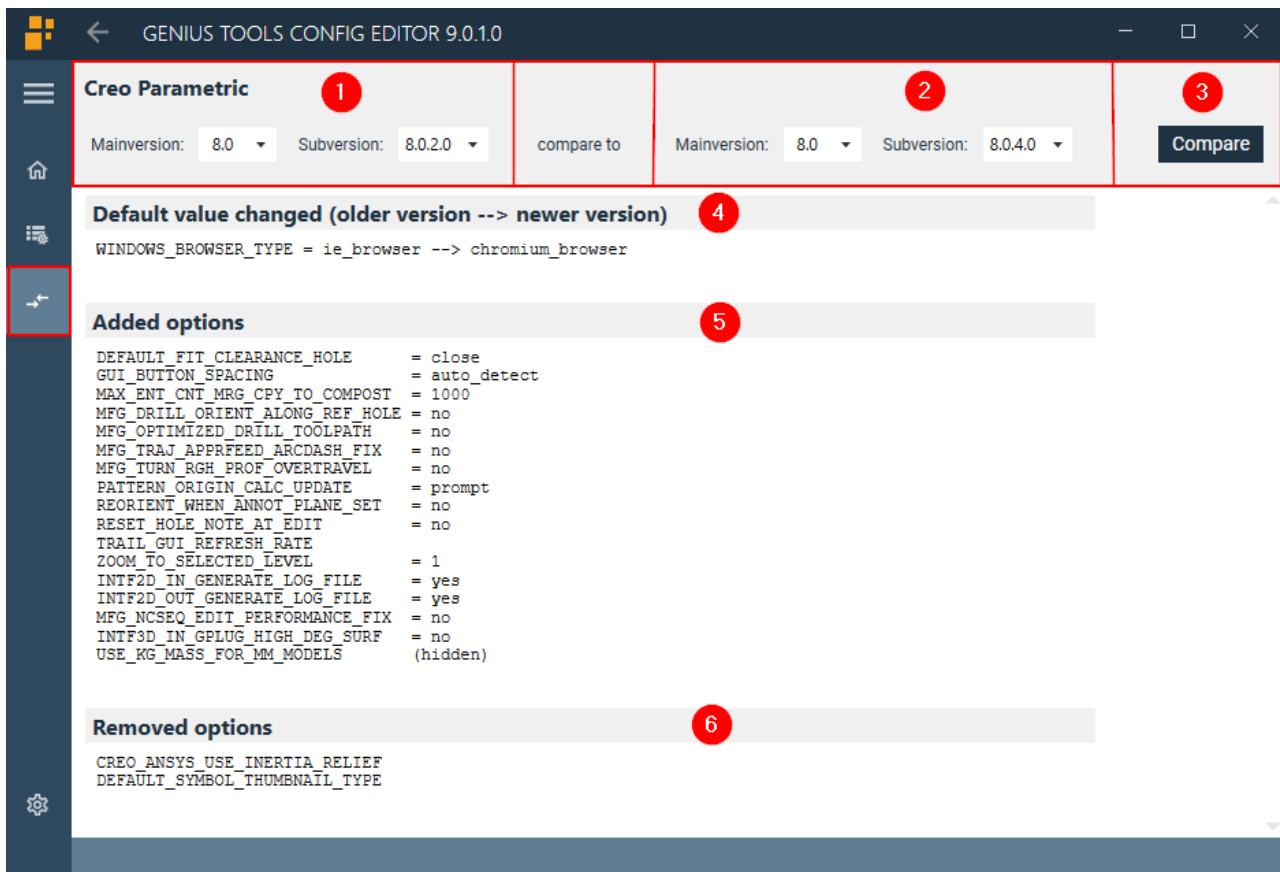 GENIUS TOOLS CONFIG EDITOR 9.0.1.0
Creo Parametric 1 2 3
Mainversion: 8.0 Subversion: 8.0.2.0 compare to Mainversion: 8.0 Subversion: 8.0.4.0 Compare
Default value changed (older version --> newer version) 4
WINDOWS_BROWSER_TYPE = ie_browser --> chromium_browser
Added options 5
DEFAULT_FIT_CLEARANCE_HOLE = close
GUI_BUTTON_SPACING = auto_detect
MAX_ENT_CNT_MRG_CPY_TO_COMPOST = 1000
MFG_DRILL_ORIENT_ALONG_REF_HOLE = no
MFG_OPTIMIZED_DRILL_TOOLPATH = no
MFG_TRAJ_APPRFEED_ARCDASH_FIX = no
MFG_TURN_RGH_PROF_OVERTRAVEL = no
PATTERN_ORIGIN_CALC_UPDATE = prompt
REORIENT_WHEN_ANNOT_PLANE_SET = no
RESET_HOLE_NOTE_AT_EDIT = no
TRAIL_GUI_REFRESH_RATE
ZOOM_TO_SELECTED_LEVEL = 1
INTF2D_IN_GENERATE_LOG_FILE = yes
INTF2D_OUT_GENERATE_LOG_FILE = yes
MFG_NCSEQ_EDIT_PERFORMANCE_FIX = no
INTF3D_IN_GPLUG_HIGH_DEG_SURF = no
USE_KG_MASS_FOR_MM_MODELS (hidden)
Removed options 6
CREO_ANSYS_USE_INERTIA_RELIEF
DEFAULT_SYMBOL_THUMBNAIL_TYPE